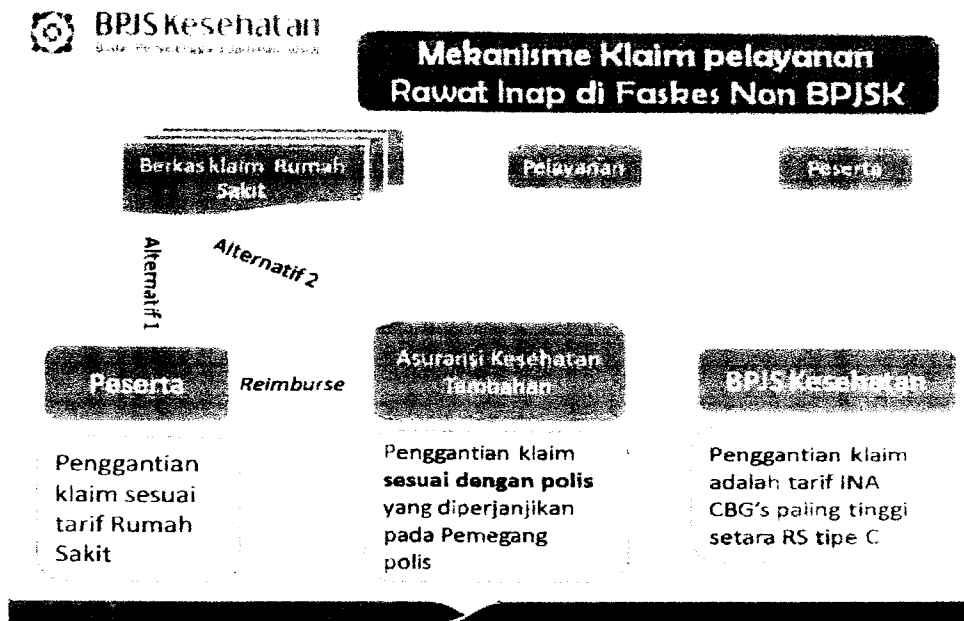 BPJS Kesehatan
Mekanisme Klaim pelayanan
Rawat Inap di Faskes Non BPJSK
Berkas klaim Rumah
Sakit
Pelayanan
Peserta
Alternatif 1
Alternatif 2
Peserta
Reimburse
Asuransi Kesehatan
Tambahan
BPJS Kesehatan
Penggantian
klaim sesuai
tarif Rumah
Sakit
Penggantian klaim
sesuai dengan polis
yang diperjanjikan
pada Pemegang
polis
Penggantian klaim
adalah tarif INA
CBG's paling tinggi
setara RS tipe C